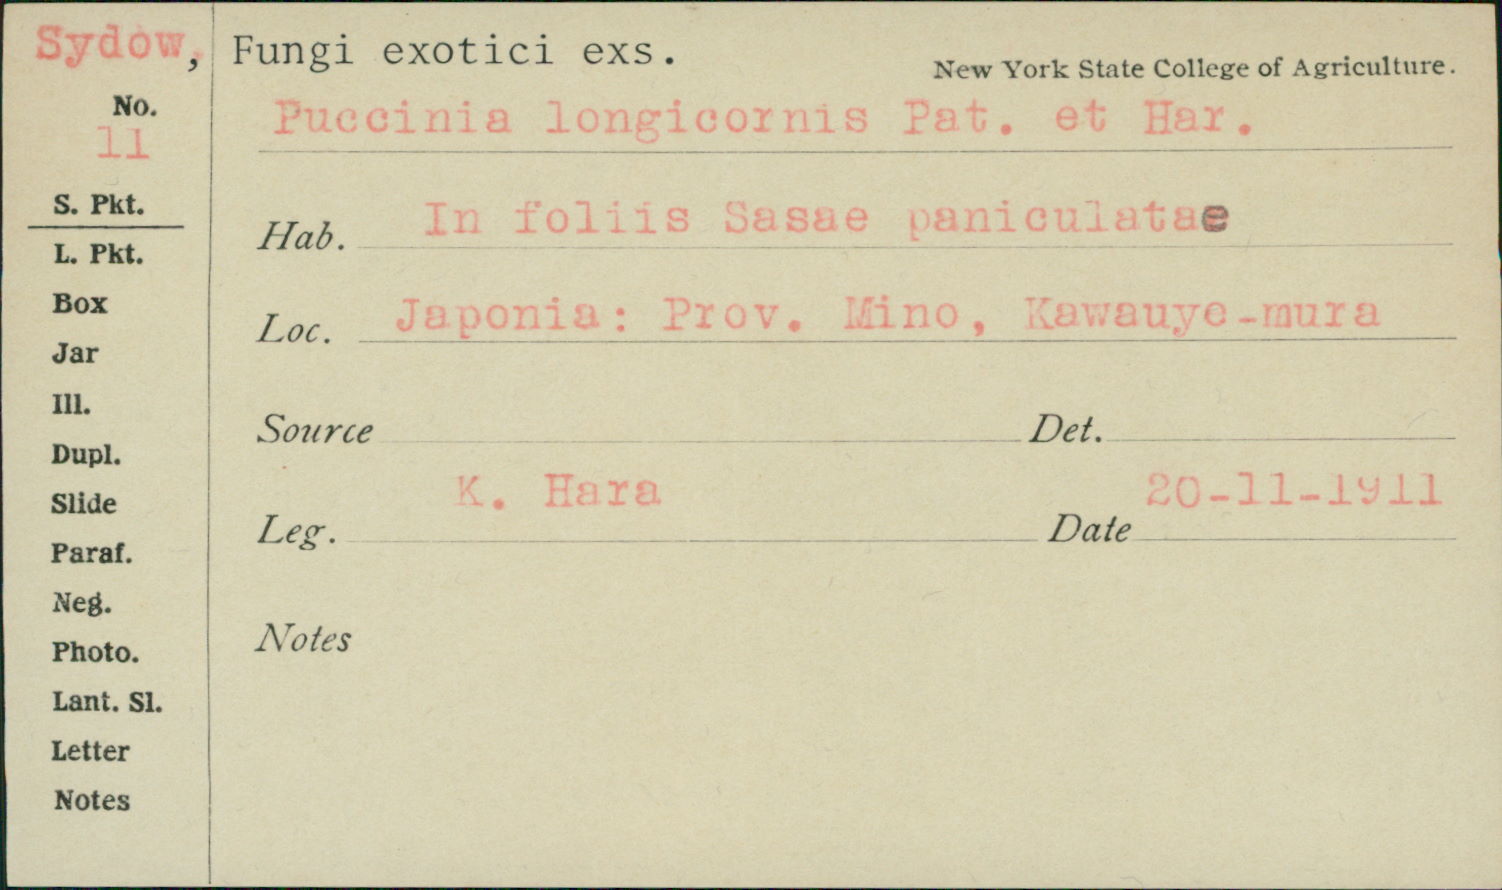 Sydow, Fungi exotici exs.
New York State College of Agriculture.
No.
11
Puccinia longicornis Pat. et Har.
S. Pkt.
L. Pkt.
Box
Jar
Ill.
Dupl.
Slide
Paraf.
Neg.
Photo.
Lant. Sl.
Letter
Notes
Hab. In foliis Sasae paniculatae
Loc. Japonia: Prov. Mino, Kawauye-mura
Source Det.
Leg. K. Hara Date 20-11-1911
Notes